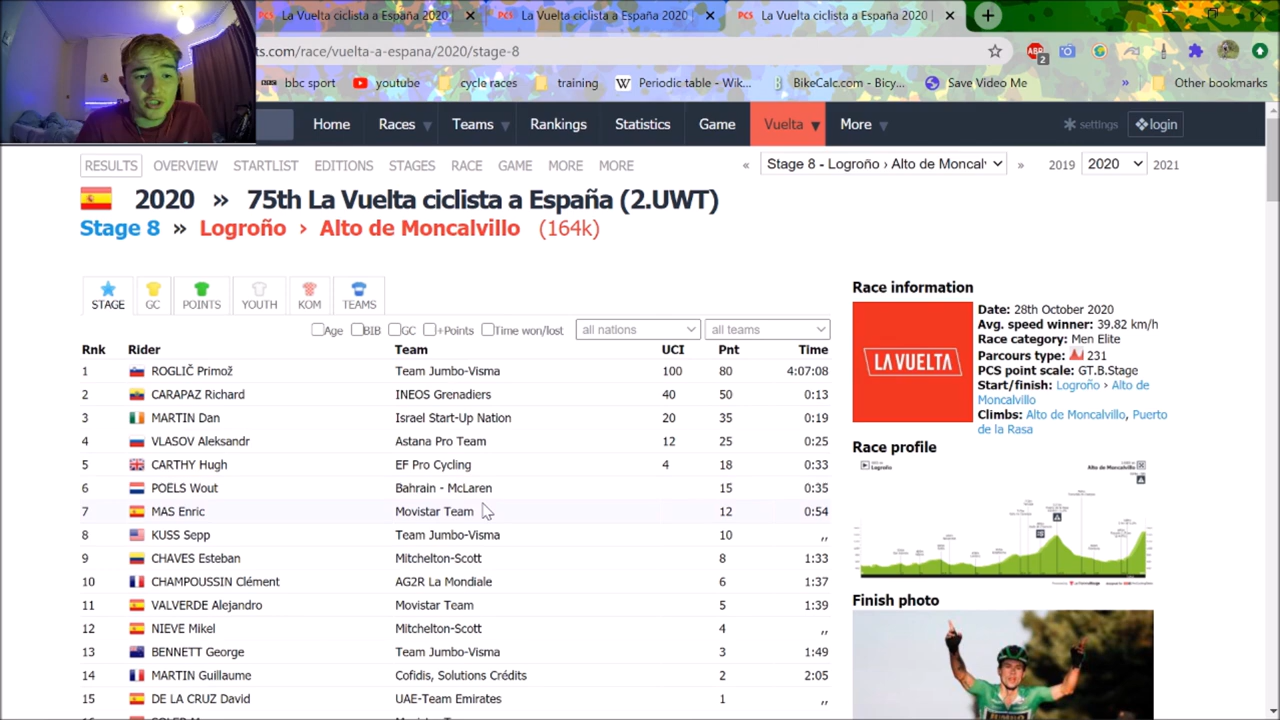 La Vuelta ciclista a España 2020 | La Vuelta ciclista a España 2020 | La Vuelta ciclista a España 2020 |
ts.com/race/vuelta-a-espana/2020/stage-8
bbc sport youtube cycle races training Periodic table - Wik... BikeCalc.com - Bicy... Save Video Me » Other bookmarks
Home Races Teams Rankings Statistics Game Vuelta More settings login
RESULTS OVERVIEW STARTLIST EDITIONS STAGES RACE GAME MORE MORE « Stage 8 - Logroño › Alto de Moncal » 2019 2020 2021
2020 » 75th La Vuelta ciclista a España (2.UWT)
Stage 8 » Logroño › Alto de Moncalvillo (164k)
STAGE GC POINTS YOUTH KOM TEAMS
Age BIB GC +Points Time won/lost all nations all teams
Rnk Rider Team UCI Pnt Time
1 ROGLIČ Primož Team Jumbo-Visma 100 80 4:07:08
2 CARAPAZ Richard INEOS Grenadiers 40 50 0:13
3 MARTIN Dan Israel Start-Up Nation 20 35 0:19
4 VLASOV Aleksandr Astana Pro Team 12 25 0:25
5 CARTHY Hugh EF Pro Cycling 4 18 0:33
6 POELS Wout Bahrain - McLaren 15 0:35
7 MAS Enric Movistar Team 12 0:54
8 KUSS Sepp Team Jumbo-Visma 10 ,,
9 CHAVES Esteban Mitchelton-Scott 1:33
10 CHAMPOUSSIN Clément AG2R La Mondiale 6 1:37
11 VALVERDE Alejandro Movistar Team 5 1:39
12 NIEVE Mikel Mitchelton-Scott 4 ,,
13 BENNETT George Team Jumbo-Visma 3 1:49
14 MARTIN Guillaume Cofidis, Solutions Crédits 2 2:05
15 DE LA CRUZ David UAE-Team Emirates 1 ,,
Race information
LA VUELTA
Date: 28th October 2020
Avg. speed winner: 39.82 km/h
Race category: Men Elite
Parcours type: 231
PCS point scale: GT.B.Stage
Start/finish: Logroño › Alto de
Moncalvillo
Climbs: Alto de Moncalvillo, Puerto
de la Rasa
Race profile
Logroño Alto de Moncalvillo
Finish photo